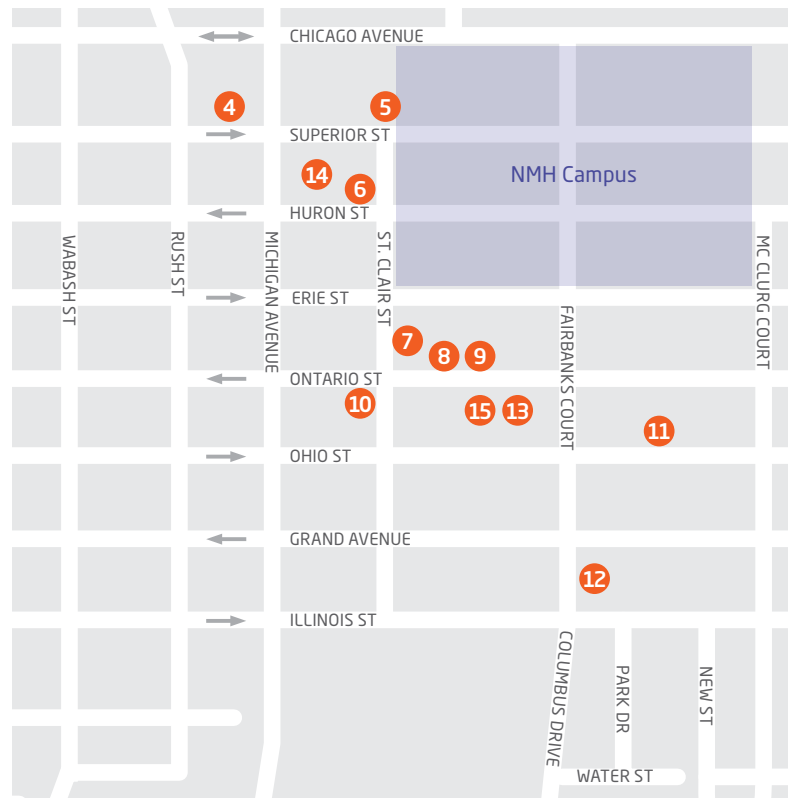 CHICAGO AVENUE
4
5
SUPERIOR ST
14
6
NMH Campus
HURON ST
WABASH ST
RUSH ST
MICHIGAN AVENUE
ST. CLAIR ST
MC CLURG COURT
ERIE ST
FAIRBANKS COURT
7
8
9
ONTARIO ST
10
15
13
11
OHIO ST
GRAND AVENUE
12
ILLINOIS ST
COLUMBUS DRIVE
PARK DR
NEW ST
WATER ST